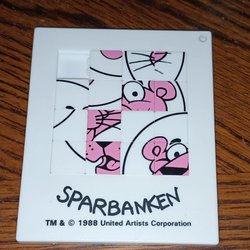 SPARBANKEN
TM & © 1988 United Artists Corporation